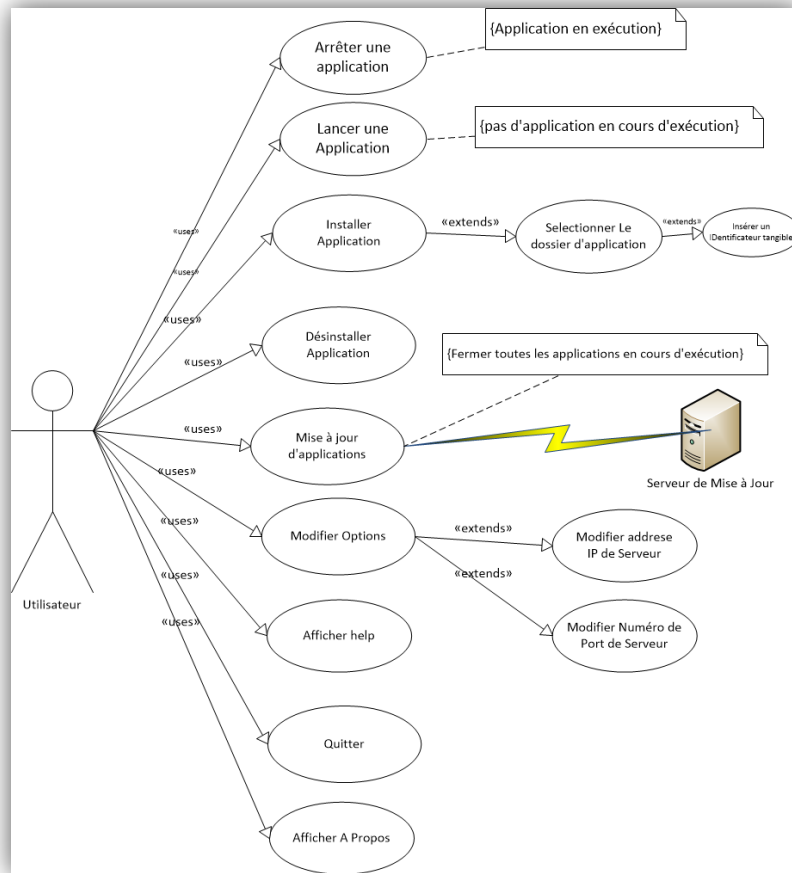 {Application en exécution}
Arrêter une
application
{pas d'application en cours d'exécution}
Lancer une
Application
«uses»
«uses»
«uses»
Installer
Application
«extends»
Selectionner Le
dossier d'application
«extends»
Insérer un
IDentificateur tangible
«uses»
Désinstaller
Application
{Fermer toutes les applications en cours d'exécution}
«uses»
Mise à jour
d'applications
Serveur de Mise à Jour
«uses»
Modifier Options
«extends»
Modifier addrese
IP de Serveur
«extends»
Modifier Numéro de
Port de Serveur
«uses»
Afficher help
«uses»
Quitter
«uses»
Afficher A Propos
Utilisateur